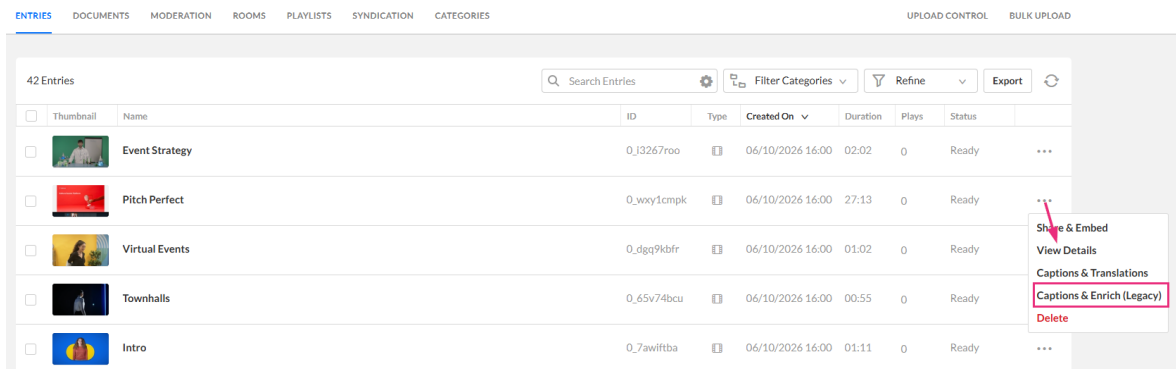 ENTRIES DOCUMENTS MODERATION ROOMS PLAYLISTS SYNDICATION CATEGORIES UPLOAD CONTROL BULK UPLOAD
42 Entries Search Entries Filter Categories Refine Export
Thumbnail Name ID Type Created On Duration Plays Status
Event Strategy 0_i3267roo 06/10/2026 16:00 02:02 0 Ready
Pitch Perfect 0_wxy1cmpk 06/10/2026 16:00 27:13 0 Ready
Share & Embed
Virtual Events 0_dgq9kbfr 06/10/2026 16:00 01:02 0 Ready View Details
Captions & Translations
Townhalls 0_65v74bcu 06/10/2026 16:00 00:55 0 Ready Captions & Enrich (Legacy)
Delete
Intro 0_7awiftba 06/10/2026 16:00 01:11 0 Ready